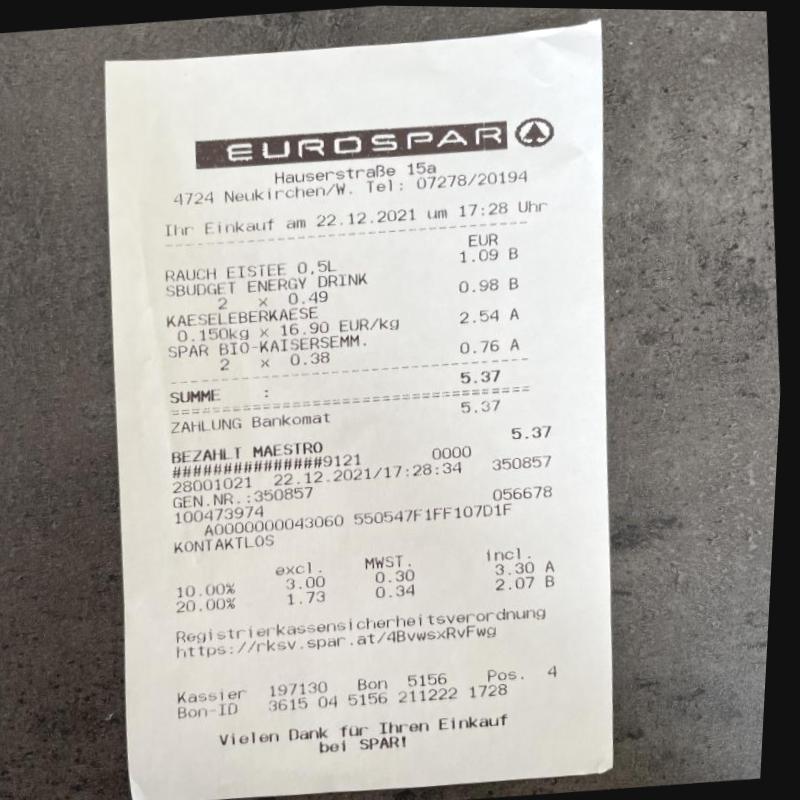 EUROSPAR
Hauserstraße 15a
4724 Neukirchen/W. Tel: 07278/20194
Ihr Einkauf am 22.12.2021 um 17:28 Uhr
EUR
RAUCH EISTEE 0,5L 1.09 B
SBUDGET ENERGY DRINK
2 x 0.49 0.98 B
KAESELEBERKAESE
0.150kg x 16.90 EUR/kg 2.54 A
SPAR BIO-KAISERSEMM.
2 x 0.38 0.76 A
SUMME : 5.37
ZAHLUNG Bankomat 5.37
BEZAHLT MAESTRO 5.37
###############9121 0000
28001021 22.12.2021/17:28:34 350857
GEN.NR.:350857
100473974 056678
A0000000043060 550547F1FF107D1F
KONTAKTLOS
excl. MWST. incl.
10.00% 3.00 0.30 3.30 A
20.00% 1.73 0.34 2.07 B
Registrierkassensicherheitsverordnung
https://rksv.spar.at/4BvwsxRvFwg
Kassier 197130 Bon 5156 Pos. 4
Bon-ID 3615 04 5156 211222 1728
Vielen Dank für Ihren Einkauf
bei SPAR!